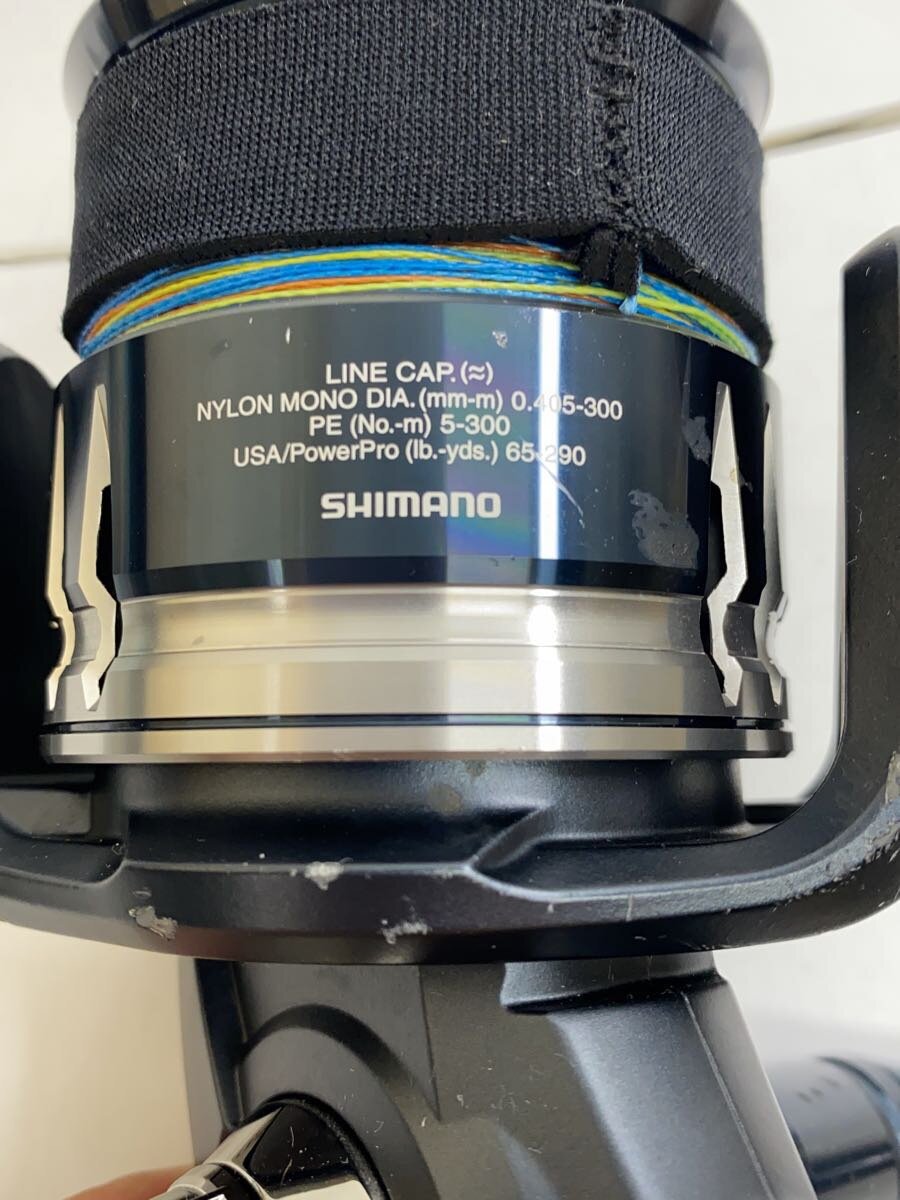 LINE CAP.(≈)
NYLON MONO DIA.(mm-m) 0.405-300
PE (No.-m) 5-300
USA/PowerPro (lb.-yds.) 65-290
SHIMANO